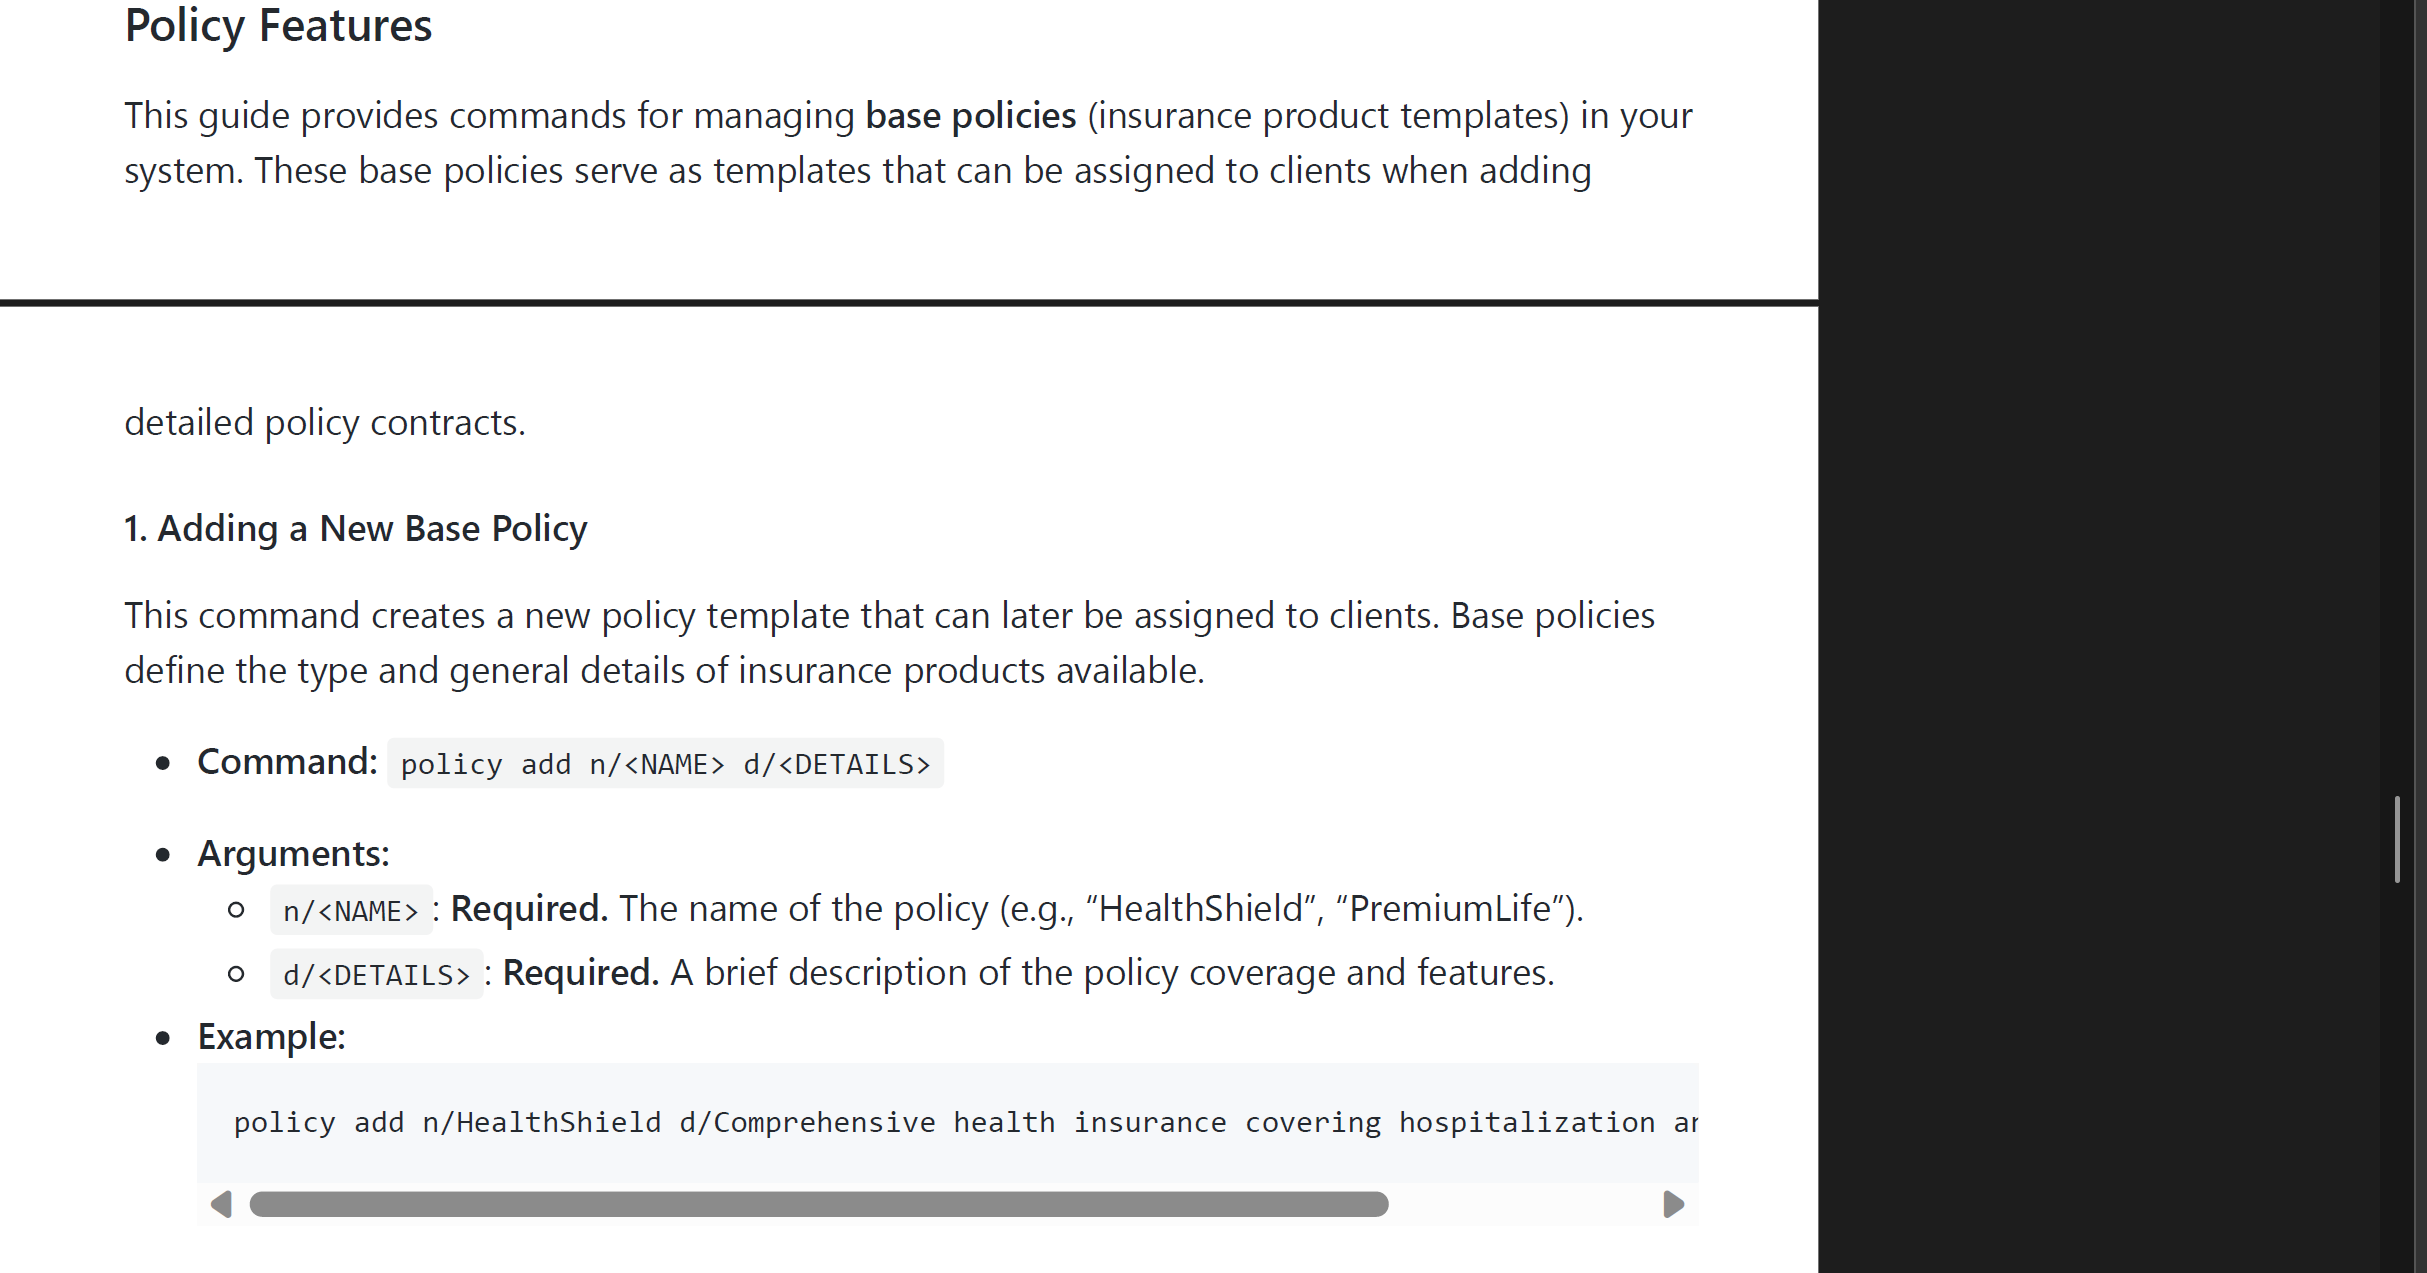 Policy Features
This guide provides commands for managing base policies (insurance product templates) in your
system. These base policies serve as templates that can be assigned to clients when adding
detailed policy contracts.
1. Adding a New Base Policy
This command creates a new policy template that can later be assigned to clients. Base policies
define the type and general details of insurance products available.
Command: policy add n/<NAME> d/<DETAILS>
Arguments:
n/<NAME> : Required. The name of the policy (e.g., “HealthShield”, “PremiumLife”).
d/<DETAILS> : Required. A brief description of the policy coverage and features.
Example:
policy add n/HealthShield d/Comprehensive health insurance covering hospitalization